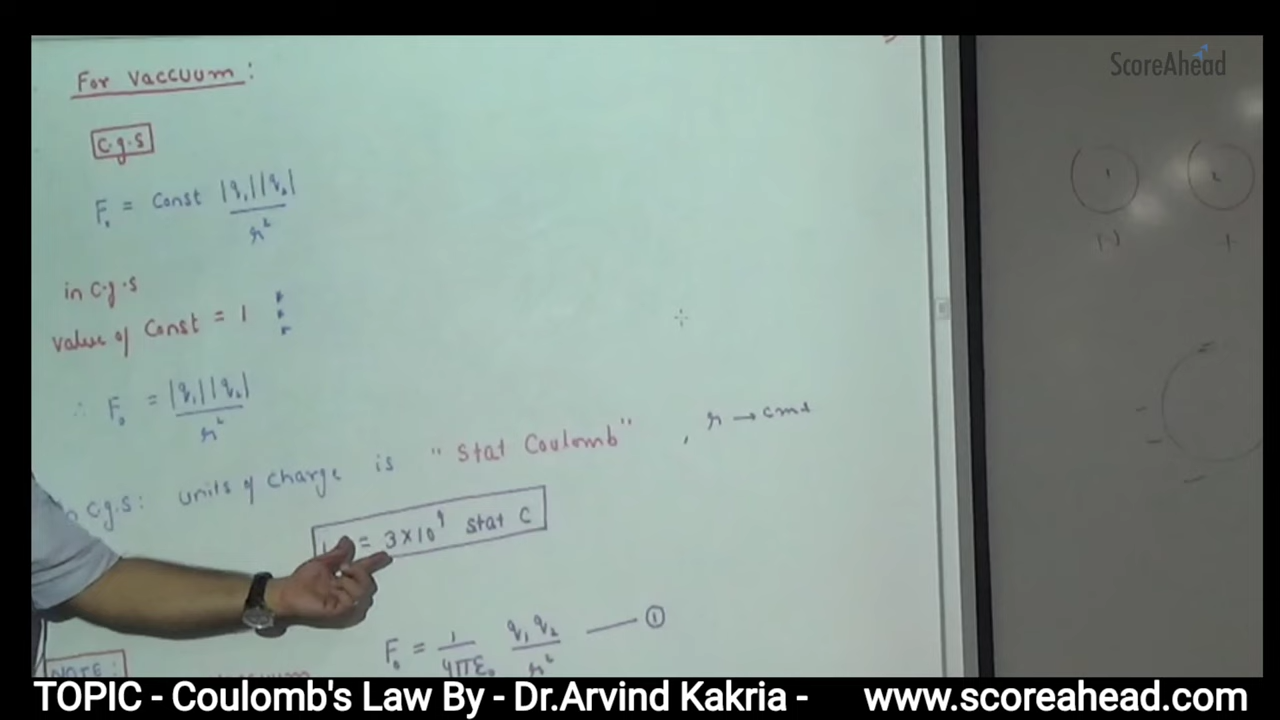 ScoreAhead
For Vaccuum :
C.g.s
F₀ = Const |q₁||q₂| / r²
in C.g.s
Value of Const = 1
∴ F₀ = |q₁||q₂| / r²
in C.g.s : units of charge is "Stat Coulomb" , r → cms
= 3×10⁹ Stat C
F₀ = 1/4πε₀ q₁q₂/r² —— ①
NOTE :
TOPIC - Coulomb's Law By - Dr.Arvind Kakria - www.scoreahead.com